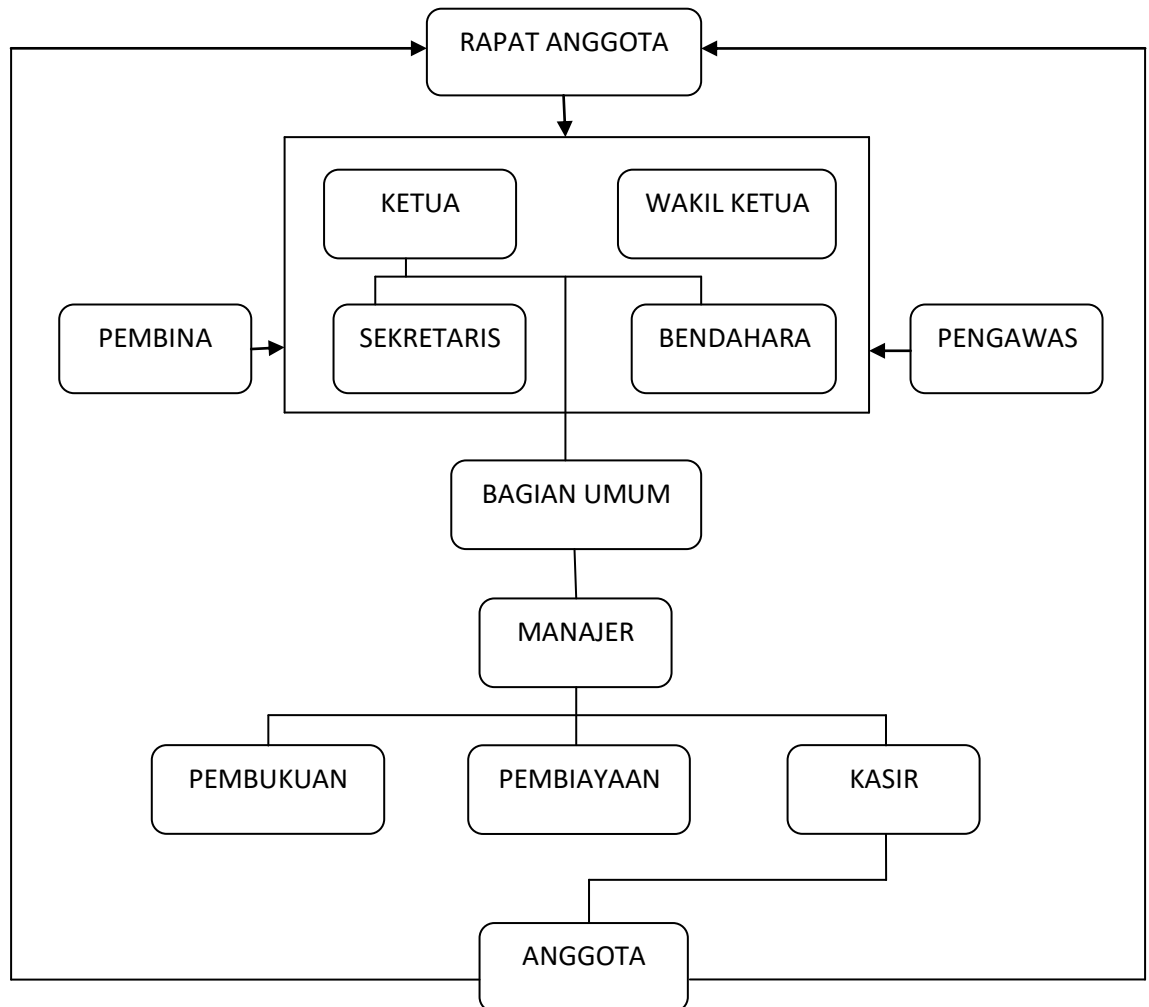 RAPAT ANGGOTA
KETUA
WAKIL KETUA
PEMBINA
SEKRETARIS
BENDAHARA
PENGAWAS
BAGIAN UMUM
MANAJER
PEMBUKUAN
PEMBIAYAAN
KASIR
ANGGOTA